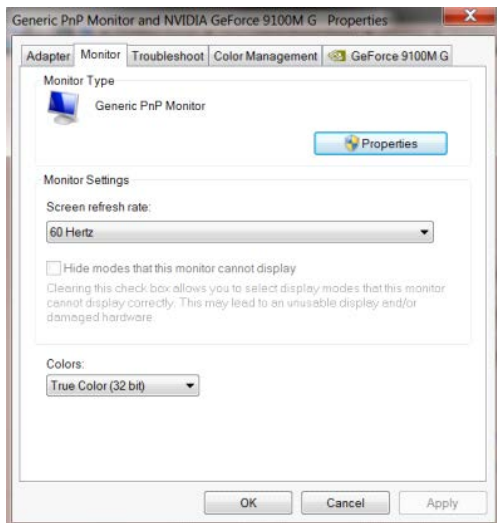 Generic PnP Monitor and NVIDIA GeForce 9100M G Properties
Adapter Monitor Troubleshoot Color Management GeForce 9100M G
Monitor Type
Generic PnP Monitor
Properties
Monitor Settings
Screen refresh rate:
60 Hertz
Hide modes that this monitor cannot display
Clearing this check box allows you to select display modes that this monitor
cannot display correctly. This may lead to an unusable display and/or
damaged hardware.
Colors:
True Color (32 bit)
OK Cancel Apply